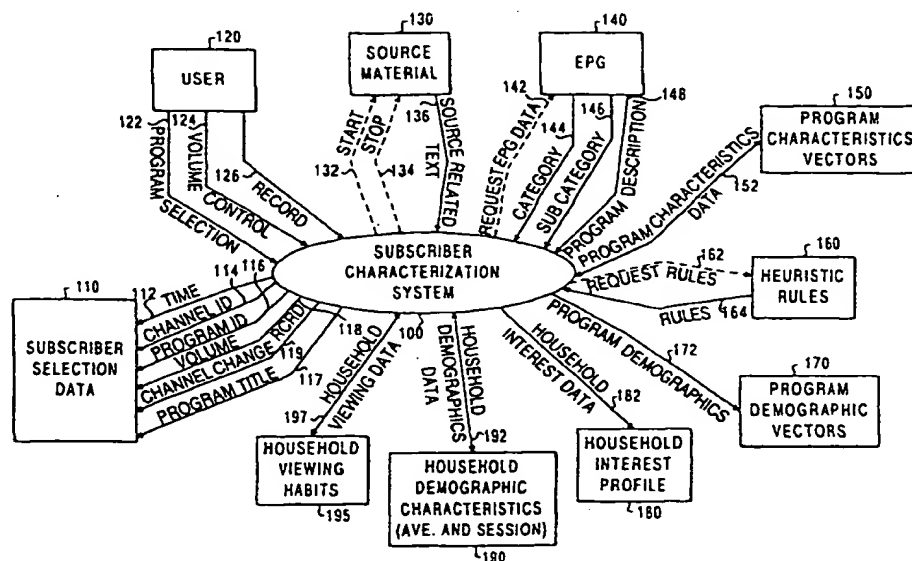 120
USER
122
PROGRAM SELECTION
124
VOLUME CONTROL
126
RECORD
130
SOURCE
MATERIAL
START
132
STOP
134
136
SOURCE RELATED TEXT
140
EPG
142
REQUEST EPG DATA
144
CATEGORY
146
SUB CATEGORY
148
PROGRAM DESCRIPTION
150
PROGRAM
CHARACTERISTICS
VECTORS
PROGRAM CHARACTERISTICS
DATA
152
SUBSCRIBER
CHARACTERIZATION
SYSTEM
100
162
REQUEST RULES
160
HEURISTIC
RULES
RULES
164
110
SUBSCRIBER
SELECTION
DATA
112
TIME
114
CHANNEL ID
116
PROGRAM ID
VOLUME
118
CHANNEL CHANGE RCRD
119
PROGRAM TITLE
117
HOUSEHOLD
VIEWING DATA
197
HOUSEHOLD
VIEWING
HABITS
195
HOUSEHOLD
DEMOGRAPHICS
DATA
192
HOUSEHOLD
DEMOGRAPHIC
CHARACTERISTICS
(AVE. AND SESSION)
190
HOUSEHOLD
INTEREST DATA
182
HOUSEHOLD
INTEREST
PROFILE
180
PROGRAM DEMOGRAPHICS
172
170
PROGRAM
DEMOGRAPHIC
VECTORS